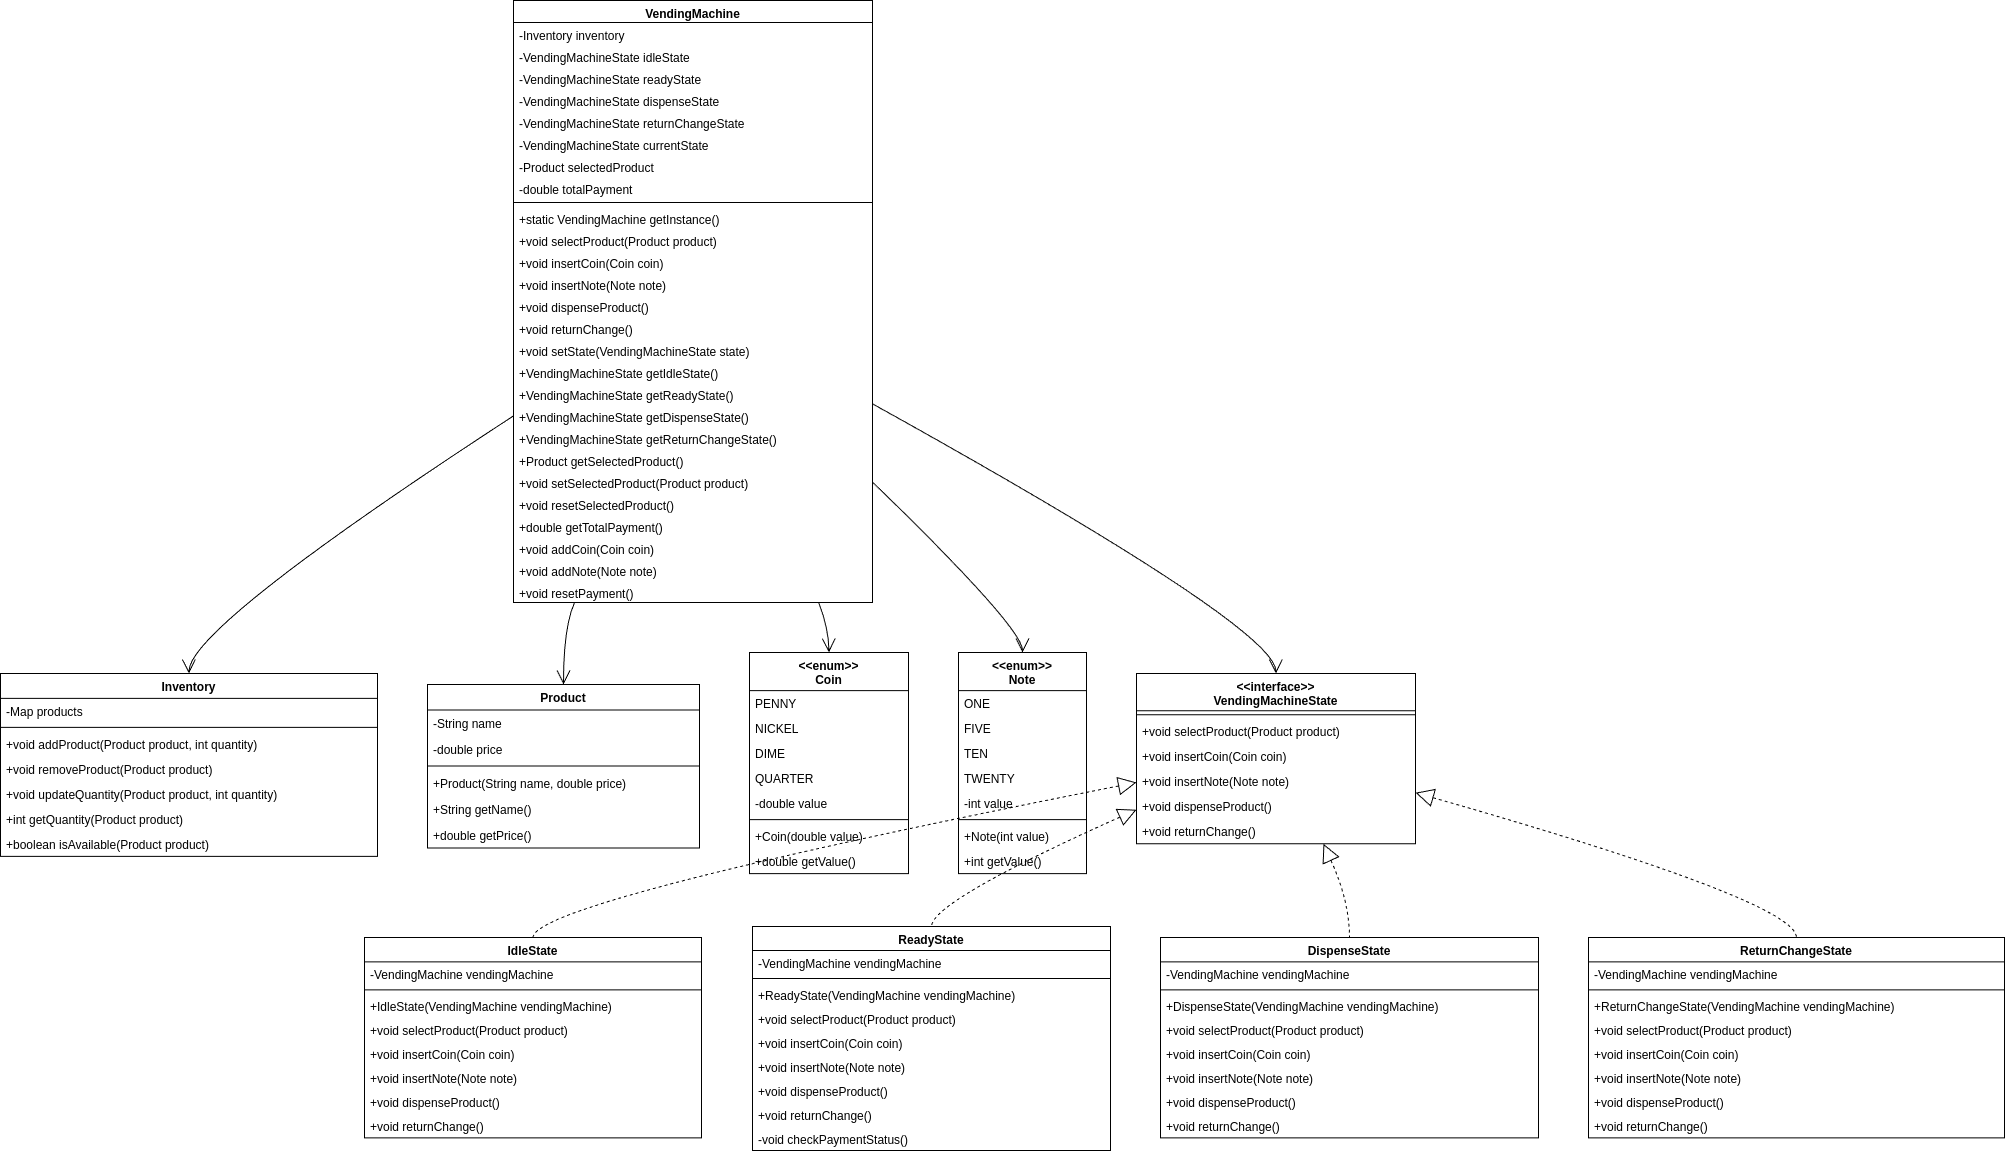 VendingMachine
-Inventory inventory
-VendingMachineState idleState
-VendingMachineState readyState
-VendingMachineState dispenseState
-VendingMachineState returnChangeState
-VendingMachineState currentState
-Product selectedProduct
-double totalPayment
+static VendingMachine getInstance()
+void selectProduct(Product product)
+void insertCoin(Coin coin)
+void insertNote(Note note)
+void dispenseProduct()
+void returnChange()
+void setState(VendingMachineState state)
+VendingMachineState getIdleState()
+VendingMachineState getReadyState()
+VendingMachineState getDispenseState()
+VendingMachineState getReturnChangeState()
+Product getSelectedProduct()
+void setSelectedProduct(Product product)
+void resetSelectedProduct()
+double getTotalPayment()
+void addCoin(Coin coin)
+void addNote(Note note)
+void resetPayment()
Inventory
-Map products
+void addProduct(Product product, int quantity)
+void removeProduct(Product product)
+void updateQuantity(Product product, int quantity)
+int getQuantity(Product product)
+boolean isAvailable(Product product)
Product
-String name
-double price
+Product(String name, double price)
+String getName()
+double getPrice()
<<enum>>
Coin
PENNY
NICKEL
DIME
QUARTER
-double value
+Coin(double value)
+double getValue()
<<enum>>
Note
ONE
FIVE
TEN
TWENTY
-int value
+Note(int value)
+int getValue()
<<interface>>
VendingMachineState
+void selectProduct(Product product)
+void insertCoin(Coin coin)
+void insertNote(Note note)
+void dispenseProduct()
+void returnChange()
IdleState
-VendingMachine vendingMachine
+IdleState(VendingMachine vendingMachine)
+void selectProduct(Product product)
+void insertCoin(Coin coin)
+void insertNote(Note note)
+void dispenseProduct()
+void returnChange()
ReadyState
-VendingMachine vendingMachine
+ReadyState(VendingMachine vendingMachine)
+void selectProduct(Product product)
+void insertCoin(Coin coin)
+void insertNote(Note note)
+void dispenseProduct()
+void returnChange()
-void checkPaymentStatus()
DispenseState
-VendingMachine vendingMachine
+DispenseState(VendingMachine vendingMachine)
+void selectProduct(Product product)
+void insertCoin(Coin coin)
+void insertNote(Note note)
+void dispenseProduct()
+void returnChange()
ReturnChangeState
-VendingMachine vendingMachine
+ReturnChangeState(VendingMachine vendingMachine)
+void selectProduct(Product product)
+void insertCoin(Coin coin)
+void insertNote(Note note)
+void dispenseProduct()
+void returnChange()